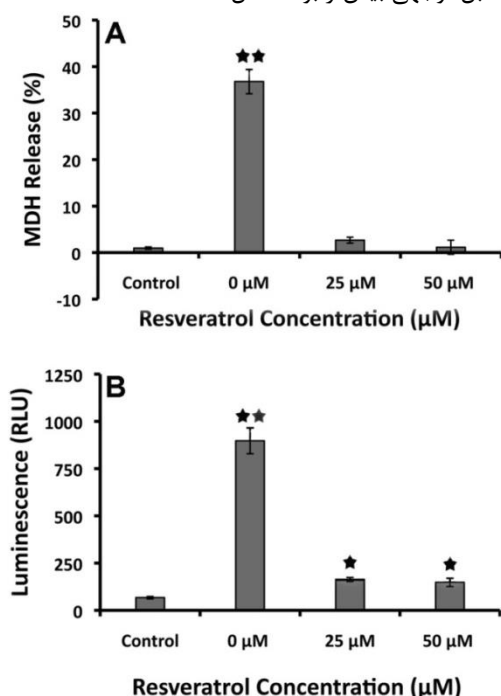 A
50
40
30
20
10
0
-10
MDH Release (%)
Control 0 µM 25 µM 50 µM
Resveratrol Concentration (µM)
B
1250
1000
750
500
250
0
Luminescence (RLU)
Control 0 µM 25 µM 50 µM
Resveratrol Concentration (µM)